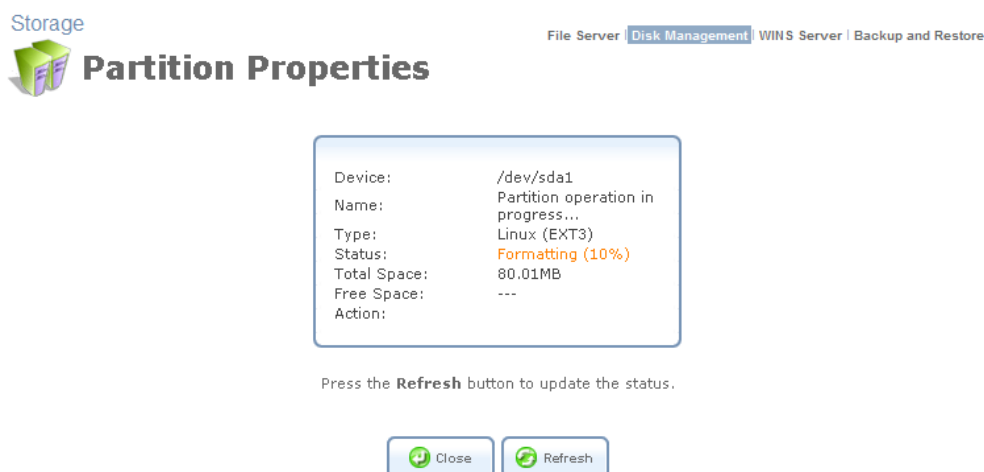 Storage
File Server | Disk Management | WINS Server | Backup and Restore
Partition Properties
Device: /dev/sda1
Name: Partition operation in
progress...
Type: Linux (EXT3)
Status: Formatting (10%)
Total Space: 80.01MB
Free Space: ---
Action:
Press the Refresh button to update the status.
Close Refresh